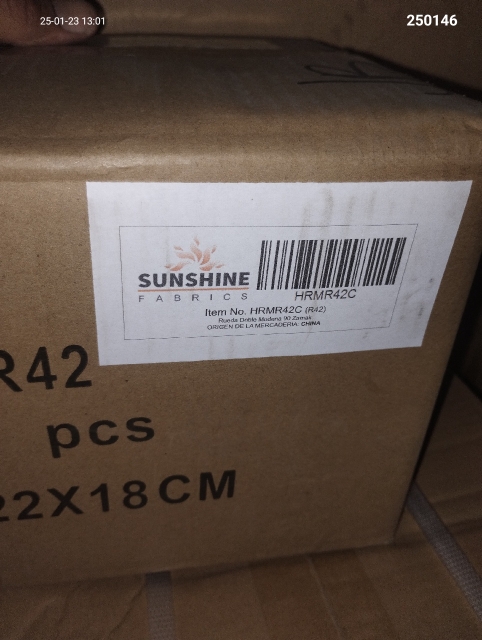 25-01-23 13:01
250146
SUNSHINE
FABRICS
HRMR42C
Item No. HRMR42C (R42)
Rueda Doble Modena 90 Zamak
ORIGEN DE LA MERCADERIA: CHINA
R42
pcs
22X18CM